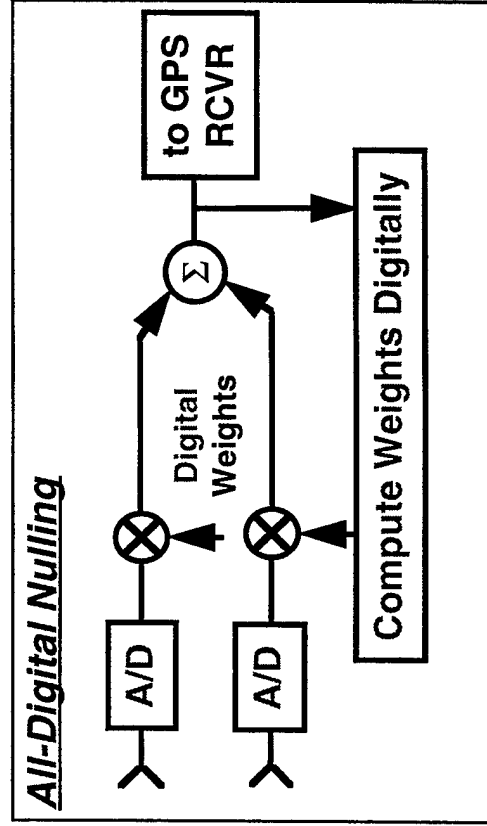 All-Digital Nulling
A/D
A/D
Digital
Weights
Σ
to GPS
RCVR
Compute Weights Digitally